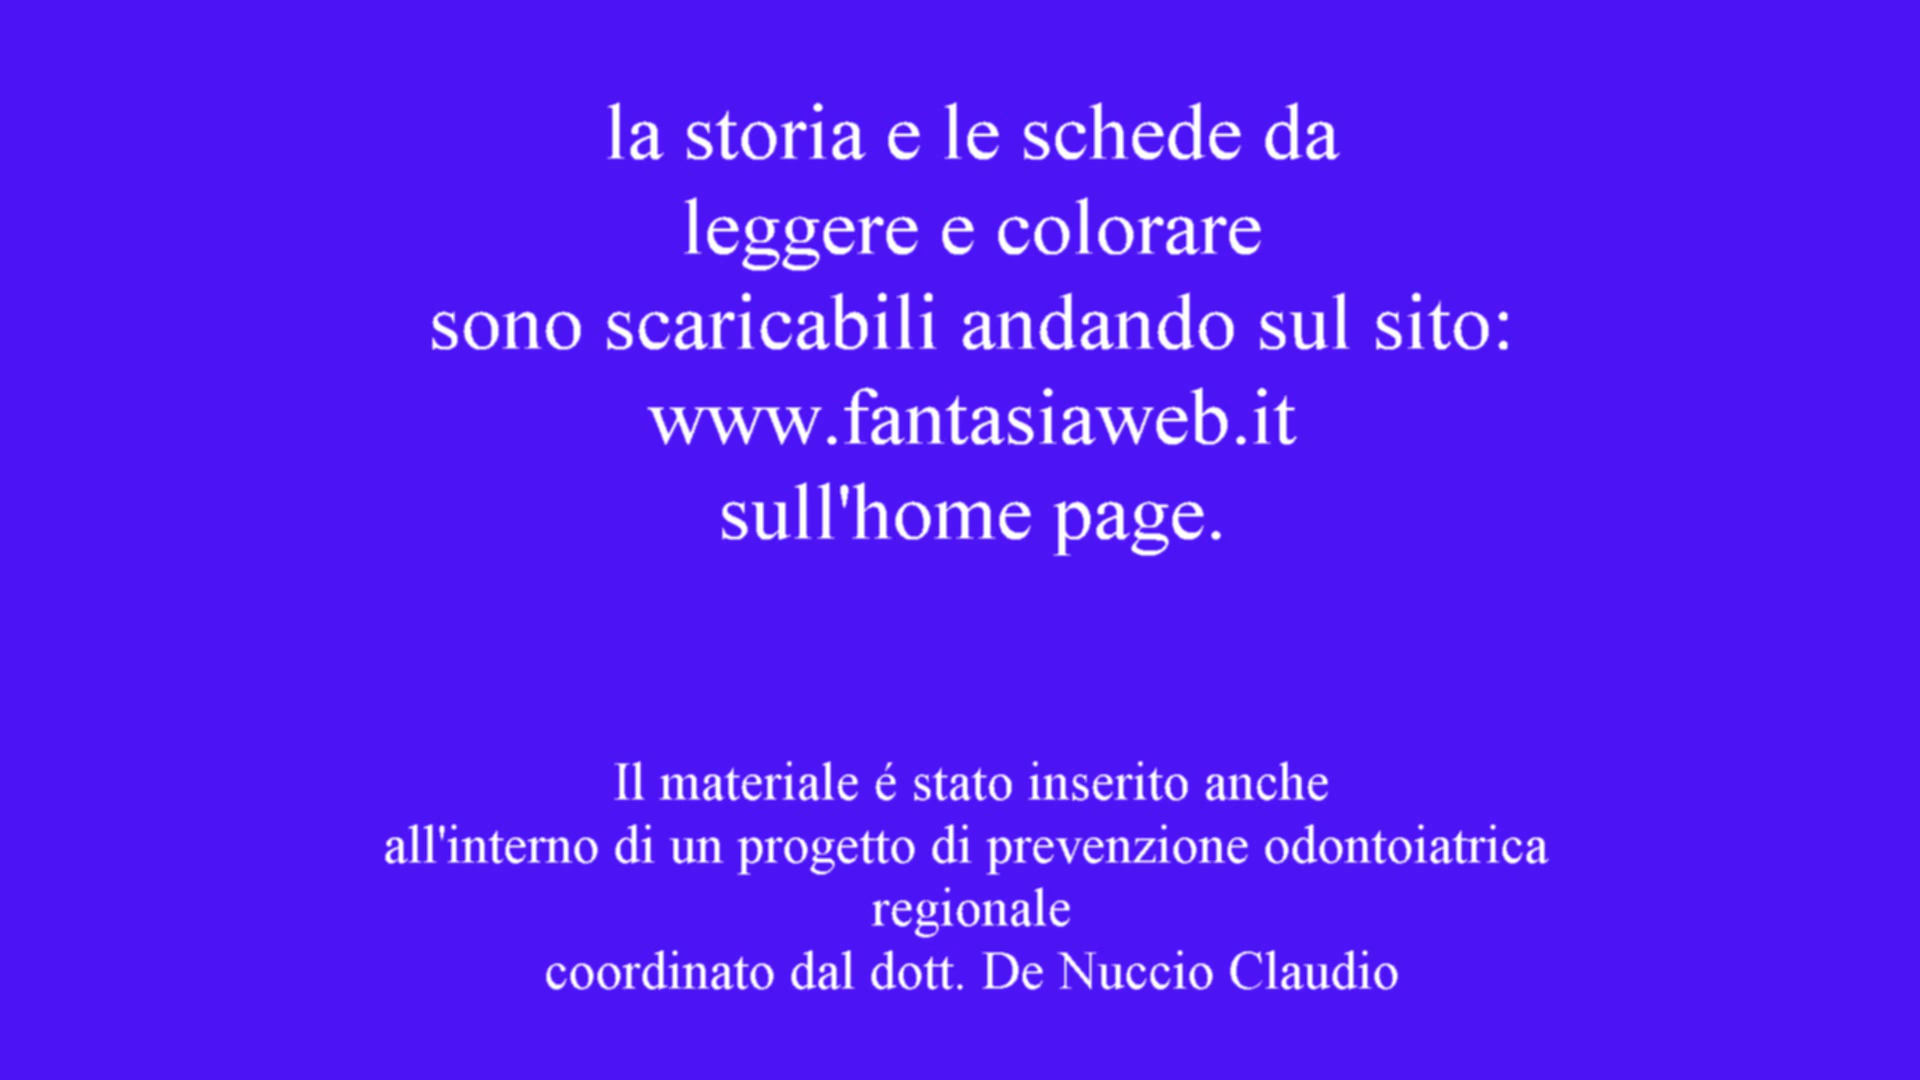 la storia e le schede da
leggere e colorare
sono scaricabili andando sul sito:
www.fantasiaweb.it
sull'home page.
Il materiale é stato inserito anche
all'interno di un progetto di prevenzione odontoiatrica
regionale
coordinato dal dott. De Nuccio Claudio